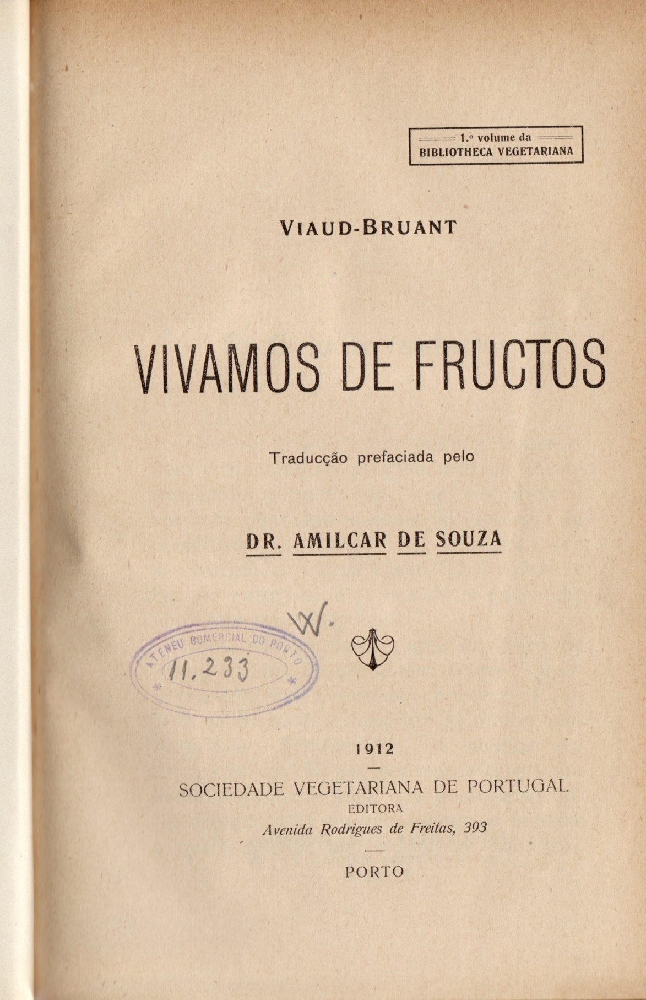 1.º volume da
BIBLIOTHECA VEGETARIANA
VIAUD-BRUANT
VIVAMOS DE FRUCTOS
Traducção prefaciada pelo
DR. AMILCAR DE SOUZA
W.
ATENEU COMERCIAL DO PORTO
11.233
1912
SOCIEDADE VEGETARIANA DE PORTUGAL
EDITORA
Avenida Rodrigues de Freitas, 393
PORTO